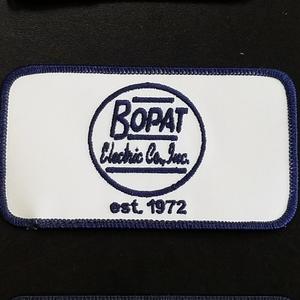 BOPAT
Electric Co., Inc.
est. 1972